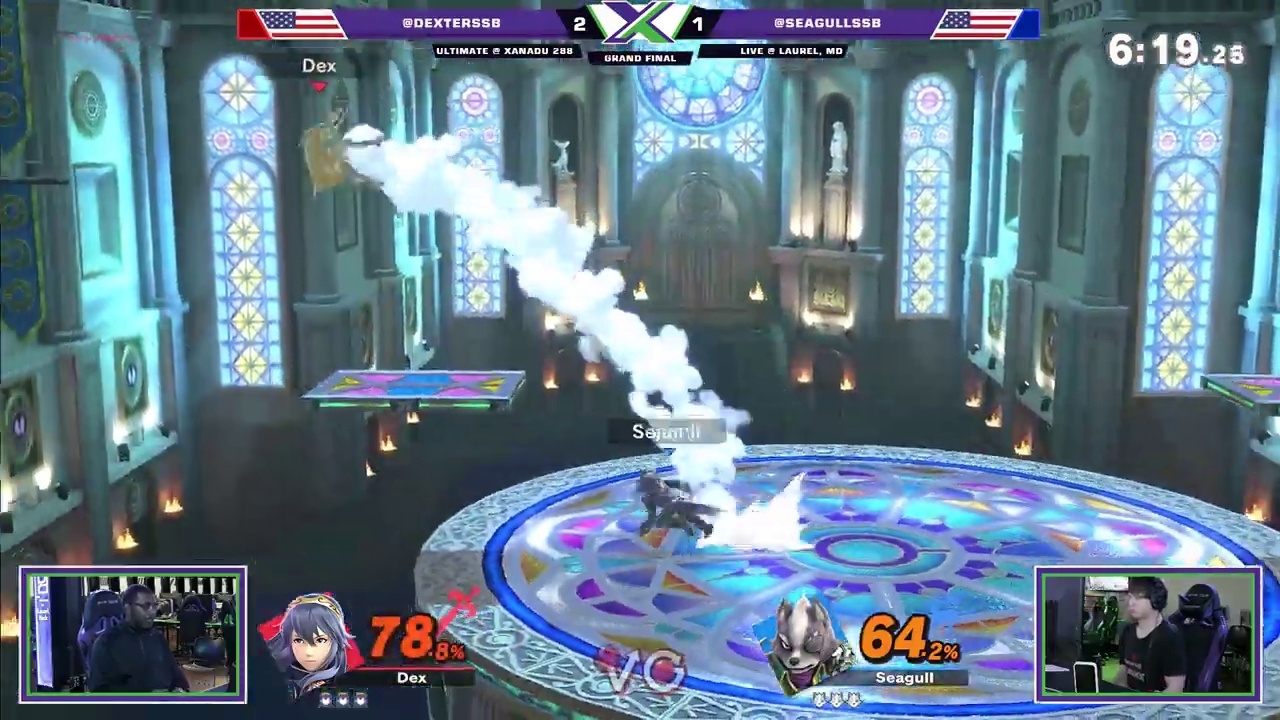 @DEXTERSSB 2 1 @SEAGULLSSB
ULTIMATE @ XANADU 288 GRAND FINAL LIVE @ LAUREL, MD
6:19.25
Dex
Seagull
78.8% 64.2%
Dex Seagull
VG